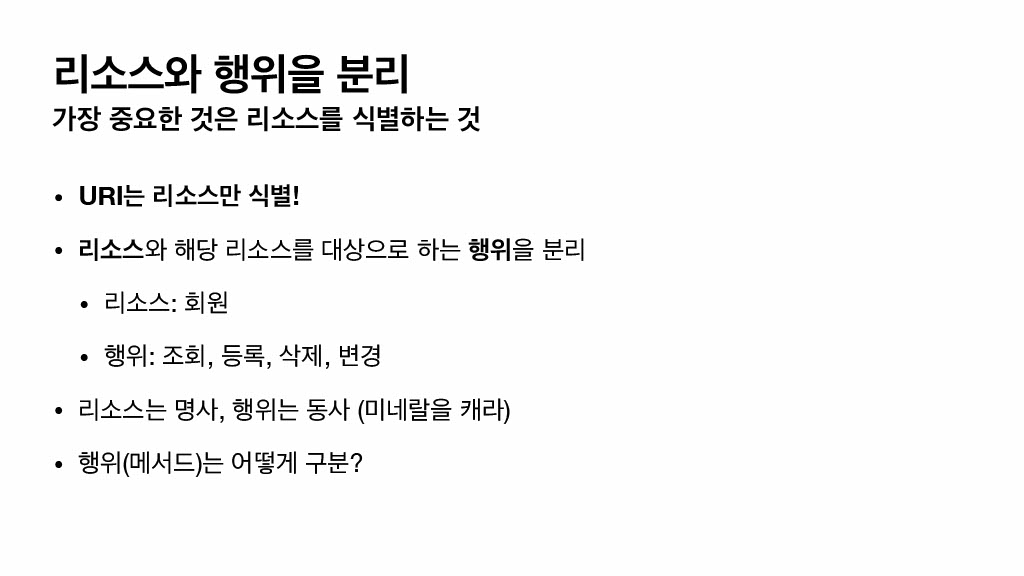 리소스와 행위을 분리
가장 중요한 것은 리소스를 식별하는 것
• URI는 리소스만 식별!
• 리소스와 해당 리소스를 대상으로 하는 행위을 분리
• 리소스: 회원
• 행위: 조회, 등록, 삭제, 변경
• 리소스는 명사, 행위는 동사 (미네랄을 캐라)
• 행위(메서드)는 어떻게 구분?